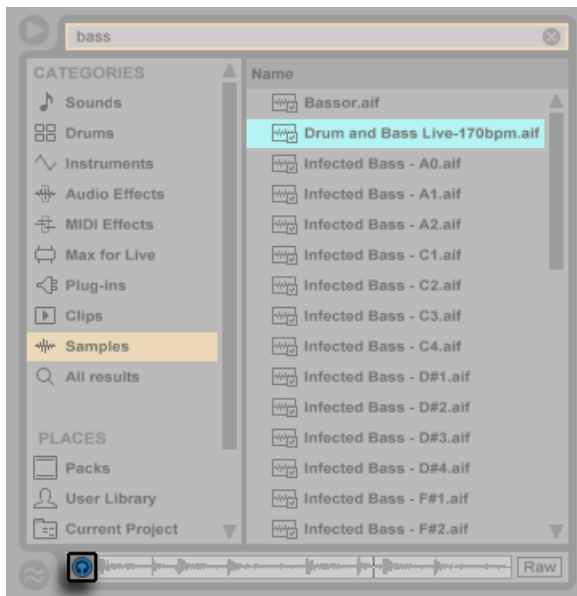 bass
CATEGORIES
Sounds
Drums
Instruments
Audio Effects
MIDI Effects
Max for Live
Plug-ins
Clips
Samples
All results
PLACES
Packs
User Library
Current Project
Name
Bassor.aif
Drum and Bass Live-170bpm.aif
Infected Bass - A0.aif
Infected Bass - A1.aif
Infected Bass - A2.aif
Infected Bass - C1.aif
Infected Bass - C2.aif
Infected Bass - C3.aif
Infected Bass - C4.aif
Infected Bass - D#1.aif
Infected Bass - D#2.aif
Infected Bass - D#3.aif
Infected Bass - D#4.aif
Infected Bass - F#1.aif
Infected Bass - F#2.aif
Raw